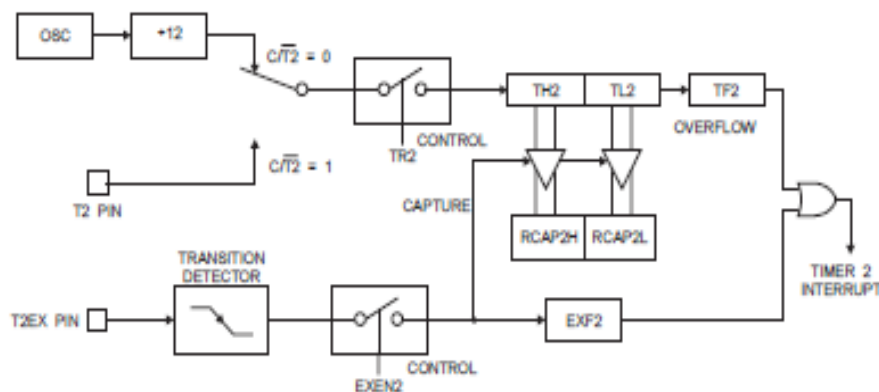 OSC
÷12
C/T2 = 0
TH2
TL2
TF2
OVERFLOW
CONTROL
TR2
C/T2 = 1
T2 PIN
CAPTURE
RCAP2H
RCAP2L
TRANSITION
DETECTOR
TIMER 2
INTERRUPT
T2EX PIN
EXF2
CONTROL
EXEN2